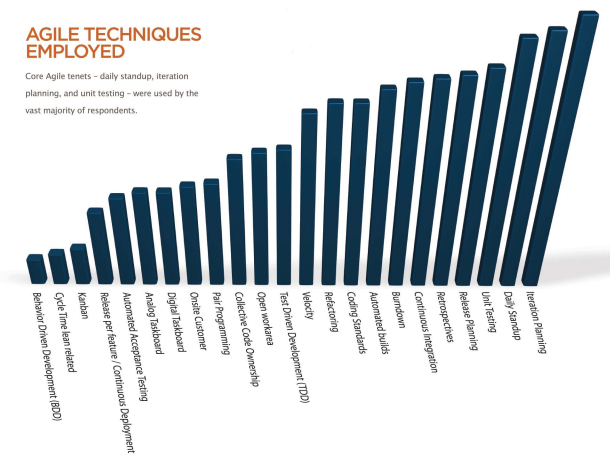 AGILE TECHNIQUES
EMPLOYED
Core Agile tenets – daily standup, iteration
planning, and unit testing – were used by the
vast majority of respondents.
Behavior Driven Development (BDD)
Cycle Time lean related
Kanban
Release per feature / Continuous Deployment
Automated Acceptance Testing
Analog Taskboard
Digital Taskboard
Onsite Customer
Pair Programming
Collective Code Ownership
Open workarea
Test Driven Development (TDD)
Velocity
Refactoring
Coding Standards
Automated builds
Burndown
Continuous Integration
Retrospectives
Release Planning
Unit Testing
Daily Standup
Iteration Planning